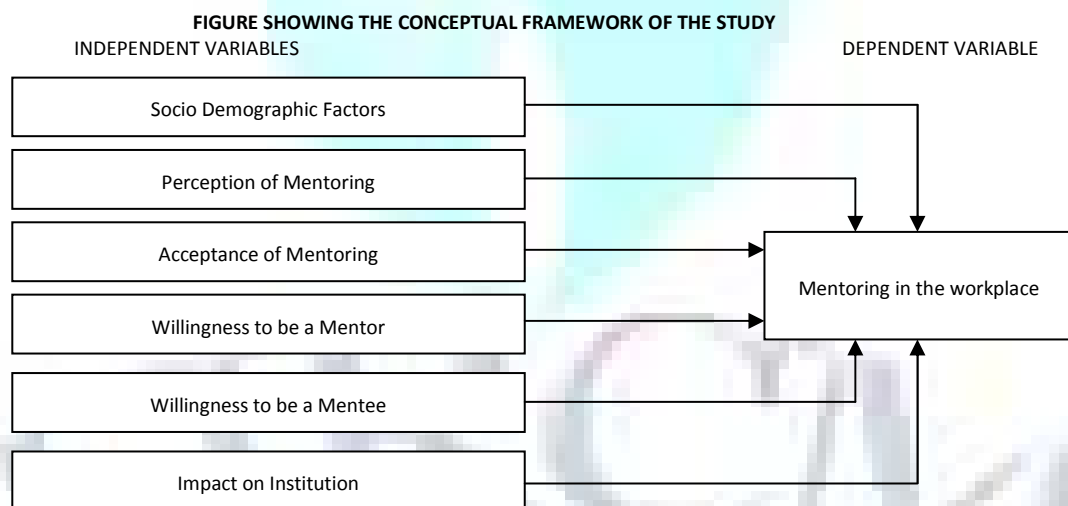 FIGURE SHOWING THE CONCEPTUAL FRAMEWORK OF THE STUDY
INDEPENDENT VARIABLES
DEPENDENT VARIABLE
Socio Demographic Factors
Perception of Mentoring
Acceptance of Mentoring
Willingness to be a Mentor
Willingness to be a Mentee
Impact on Institution
Mentoring in the workplace